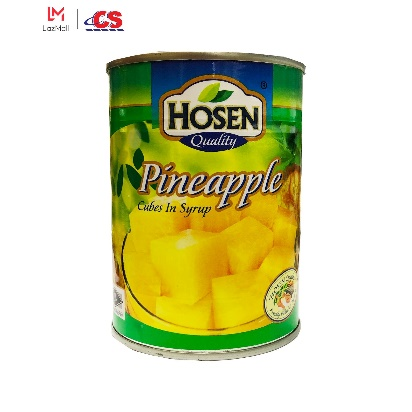 LM
LazMall
CS
HOSEN
®
Quality
Pineapple
Cubes In Syrup